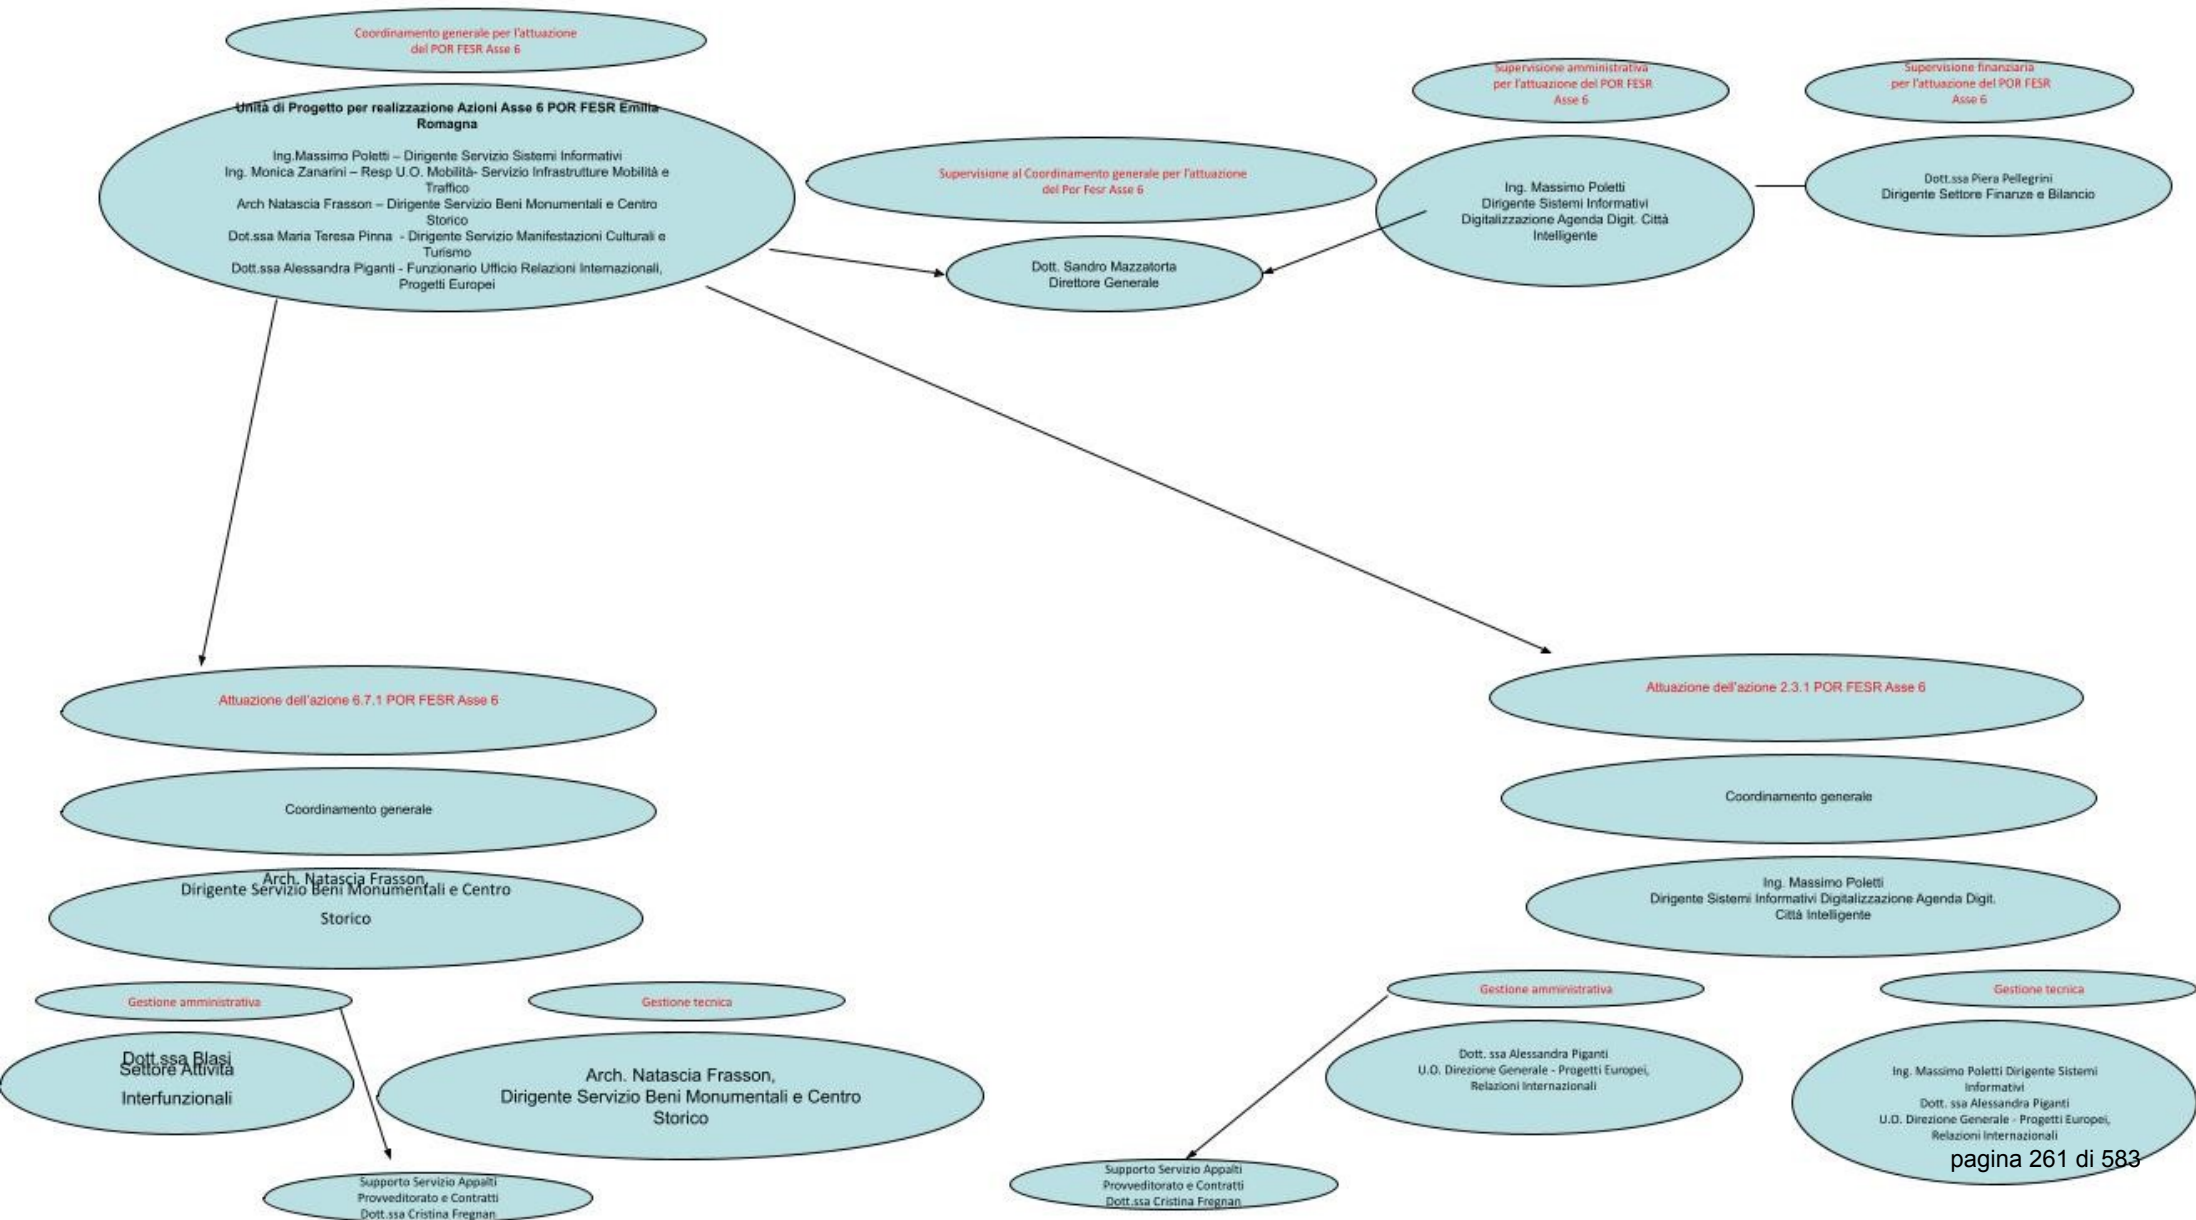 Coordinamento generale per l'attuazione
del POR FESR Asse 6
Unità di Progetto per realizzazione Azioni Asse 6 POR FESR Emilia
Romagna
Ing.Massimo Poletti – Dirigente Servizio Sistemi Informativi
Ing. Monica Zanarini – Resp U.O. Mobilità- Servizio Infrastrutture Mobilità e
Traffico
Arch Natascia Frasson – Dirigente Servizio Beni Monumentali e Centro
Storico
Dot.ssa Maria Teresa Pinna - Dirigente Servizio Manifestazioni Culturali e
Turismo
Dott.ssa Alessandra Piganti - Funzionario Ufficio Relazioni Internazionali,
Progetti Europei
Supervisione al Coordinamento generale per l'attuazione
del Por Fesr Asse 6
Dott. Sandro Mazzatorta
Direttore Generale
Supervisione amministrativa
per l'attuazione del POR FESR
Asse 6
Ing. Massimo Poletti
Dirigente Sistemi Informativi
Digitalizzazione Agenda Digit. Città
Intelligente
Supervisione finanziaria
per l'attuazione del POR FESR
Asse 6
Dott.ssa Piera Pellegrini
Dirigente Settore Finanze e Bilancio
Attuazione dell'azione 6.7.1 POR FESR Asse 6
Coordinamento generale
Arch. Natascia Frasson,
Dirigente Servizio Beni Monumentali e Centro
Storico
Gestione amministrativa
Dott.ssa Blasi
Settore Attività
Interfunzionali
Gestione tecnica
Arch. Natascia Frasson,
Dirigente Servizio Beni Monumentali e Centro
Storico
Supporto Servizio Appalti
Provveditorato e Contratti
Dott.ssa Cristina Fregnan
Attuazione dell'azione 2.3.1 POR FESR Asse 6
Coordinamento generale
Ing. Massimo Poletti
Dirigente Sistemi Informativi Digitalizzazione Agenda Digit.
Città Intelligente
Gestione amministrativa
Dott. ssa Alessandra Piganti
U.O. Direzione Generale - Progetti Europei,
Relazioni Internazionali
Gestione tecnica
Ing. Massimo Poletti Dirigente Sistemi
Informativi
Dott. ssa Alessandra Piganti
U.O. Direzione Generale - Progetti Europei,
Relazioni Internazionali
Supporto Servizio Appalti
Provveditorato e Contratti
Dott.ssa Cristina Fregnan
pagina 261 di 583